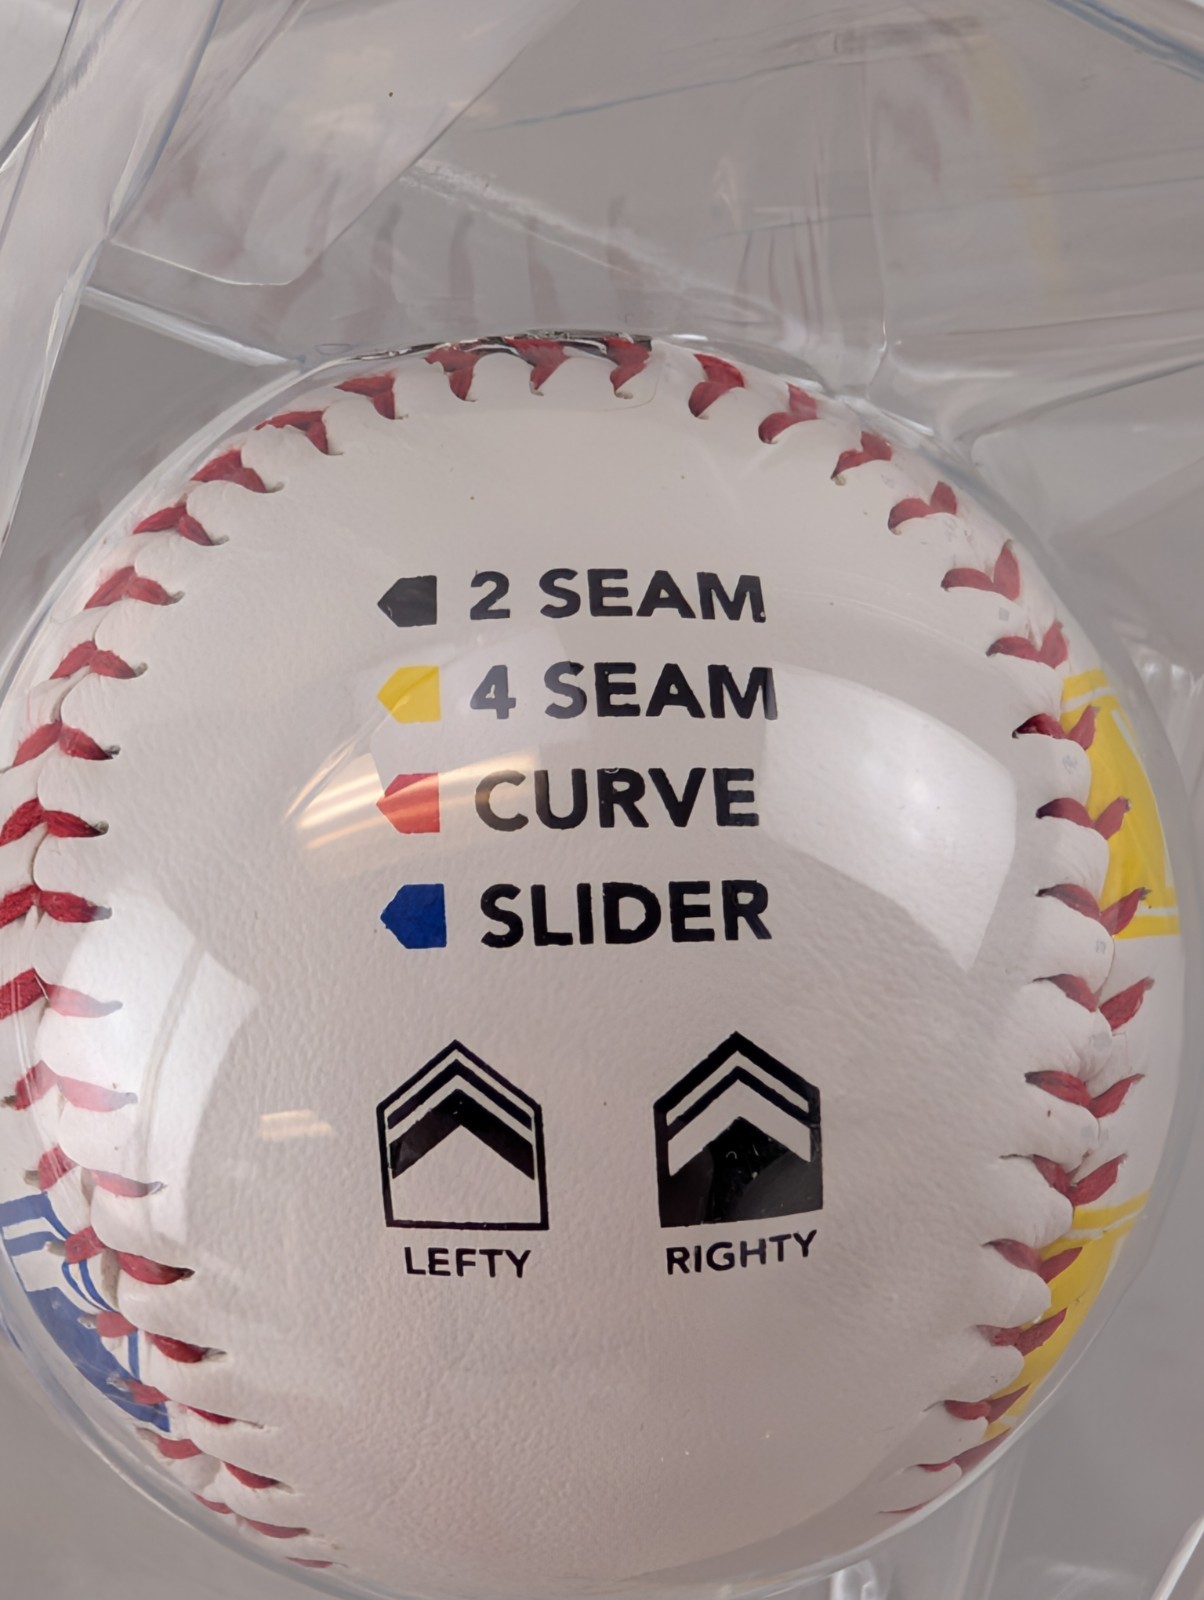 2 SEAM
4 SEAM
CURVE
SLIDER
LEFTY
RIGHTY